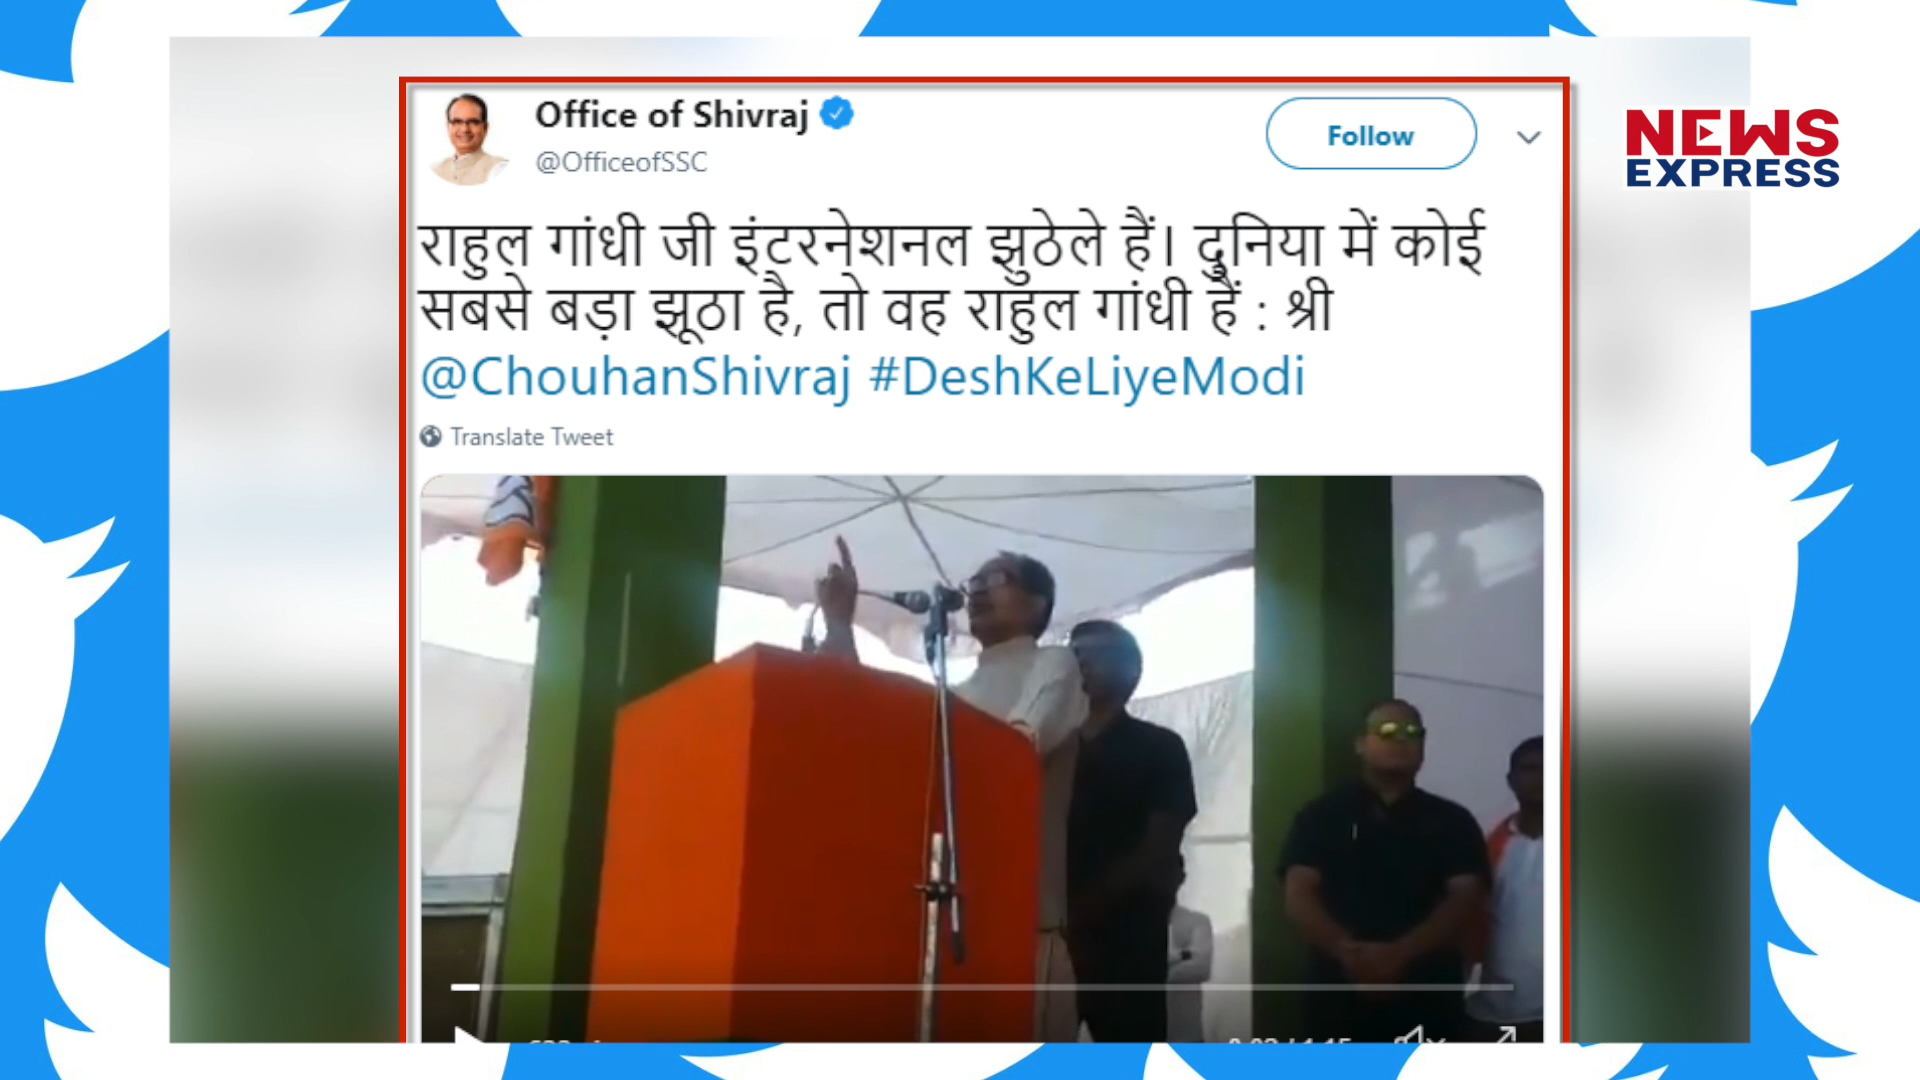 Office of Shivraj
@OfficeofSSC
Follow
NEWS
EXPRESS
राहुल गांधी जी इंटरनेशनल झुठेले हैं। दुनिया में कोई
सबसे बड़ा झूठा है, तो वह राहुल गांधी हैं : श्री
@ChouhanShivraj #DeshKeLiyeModi
Translate Tweet